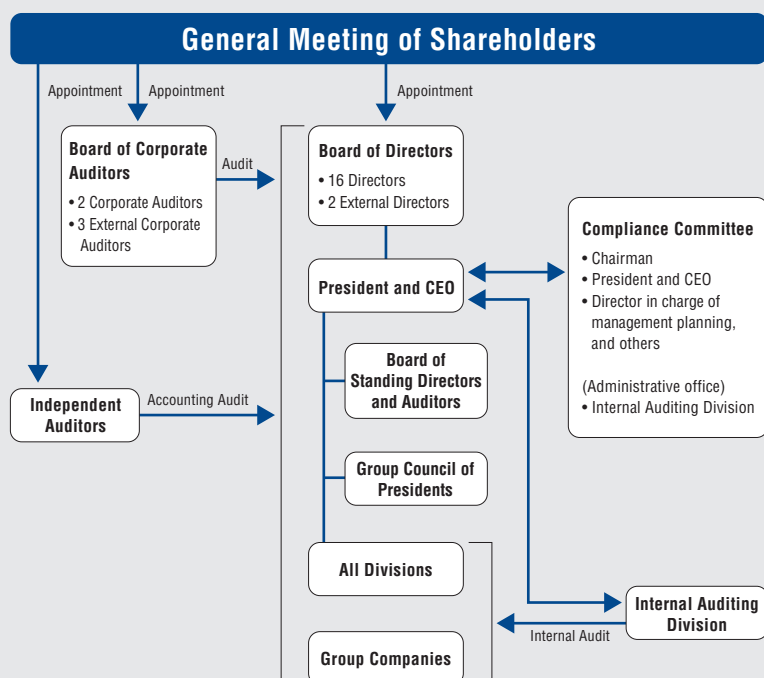 General Meeting of Shareholders
Appointment
Appointment
Appointment
Board of Corporate
Auditors
• 2 Corporate Auditors
• 3 External Corporate
Auditors
Audit
Board of Directors
• 16 Directors
• 2 External Directors
Compliance Committee
• Chairman
• President and CEO
• Director in charge of
management planning,
and others
(Administrative office)
• Internal Auditing Division
President and CEO
Board of
Standing Directors
and Auditors
Independent
Auditors
Accounting Audit
Group Council of
Presidents
All Divisions
Internal Auditing
Division
Internal Audit
Group Companies